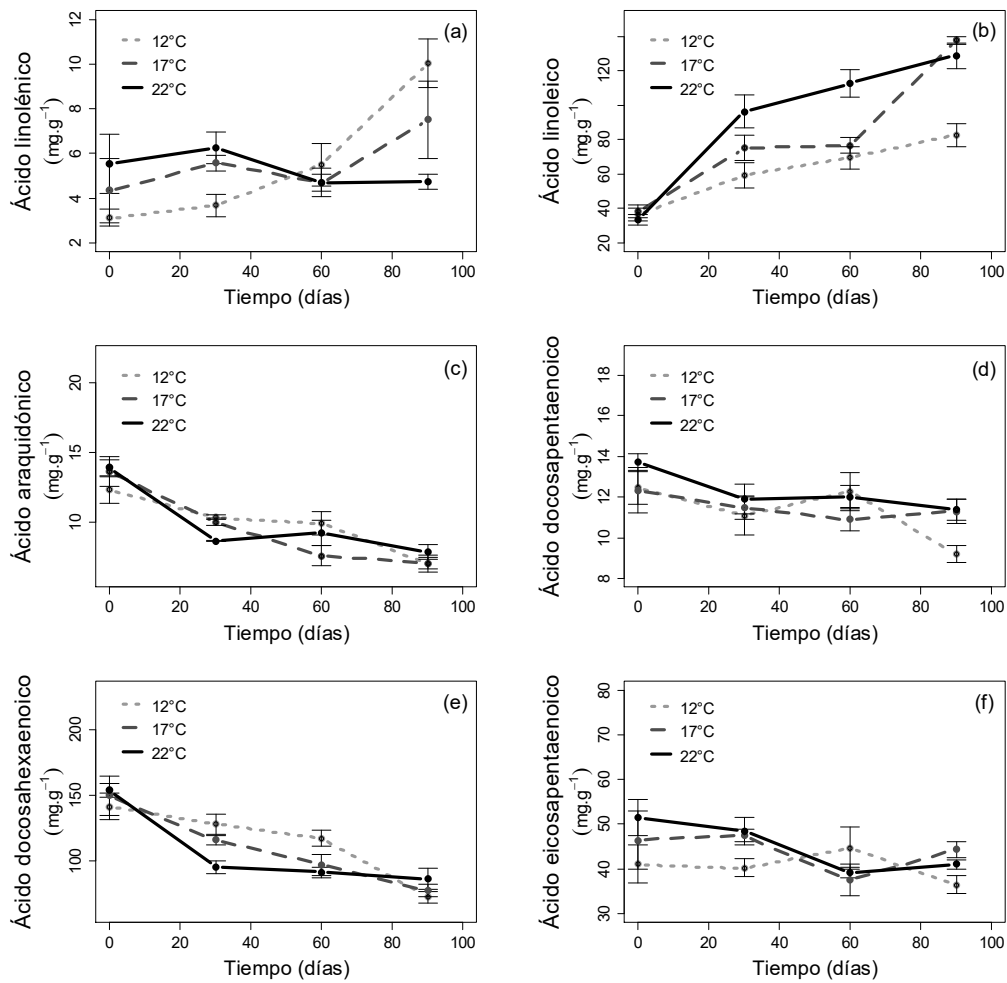 (a)
12°C
17°C
22°C
Ácido linolénico
(mg.g⁻¹)
12
10
8
6
4
2
0 20 40 60 80 100
Tiempo (días)
(b)
12°C
17°C
22°C
Ácido linoleico
(mg.g⁻¹)
120
80
60
40
20
0 20 40 60 80 100
Tiempo (días)
(c)
12°C
17°C
22°C
Ácido araquidónico
(mg.g⁻¹)
20
15
10
0 20 40 60 80 100
Tiempo (días)
(d)
12°C
17°C
22°C
Ácido docosapentaenoico
(mg.g⁻¹)
18
16
14
12
10
8
0 20 40 60 80 100
Tiempo (días)
(e)
12°C
17°C
22°C
Ácido docosahexaenoico
(mg.g⁻¹)
200
150
100
0 20 40 60 80 100
Tiempo (días)
(f)
12°C
17°C
22°C
Ácido eicosapentaenoico
(mg.g⁻¹)
80
70
60
50
40
30
0 20 40 60 80 100
Tiempo (días)